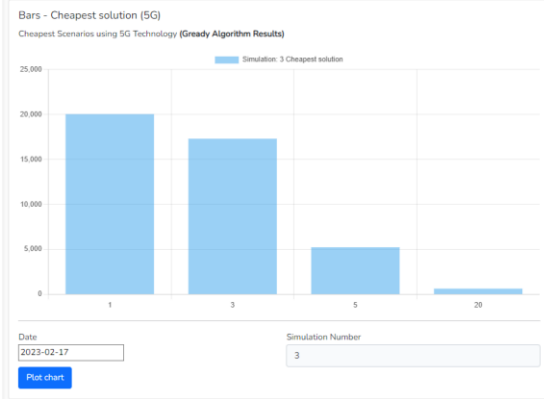 Bars - Cheapest solution (5G)
Cheapest Scenarios using 5G Technology (Gready Algorithm Results)
Simulation: 3 Cheapest solution
25,000
20,000
15,000
10,000
5,000
0
1 3 5 20
Date Simulation Number
2023-02-17 3
Plot chart